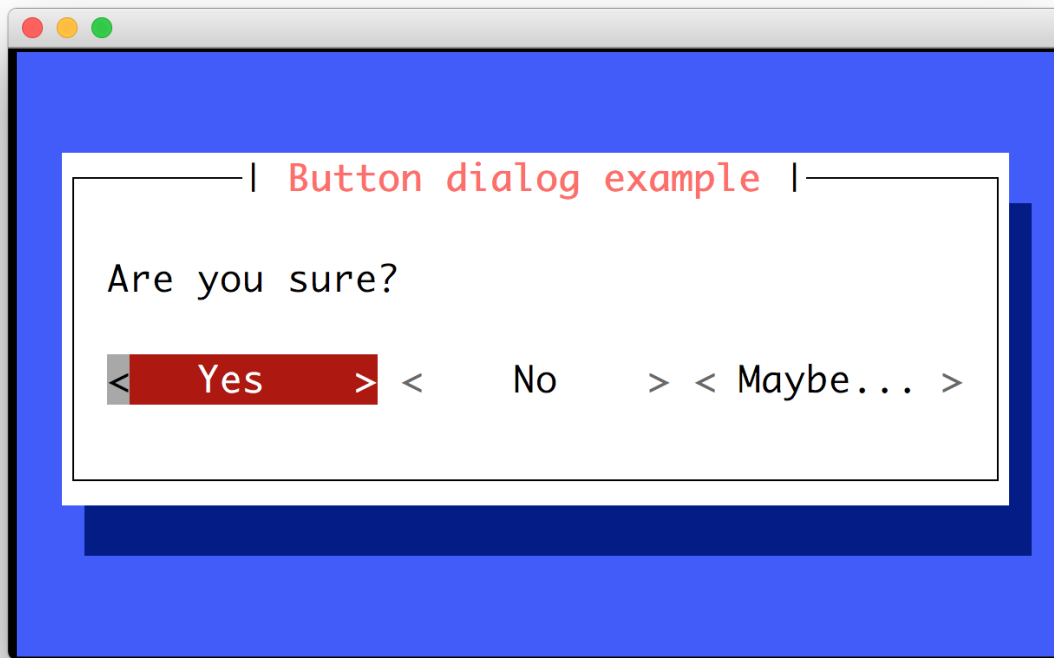 | Button dialog example |
Are you sure?
<   Yes   > <   No   > < Maybe... >